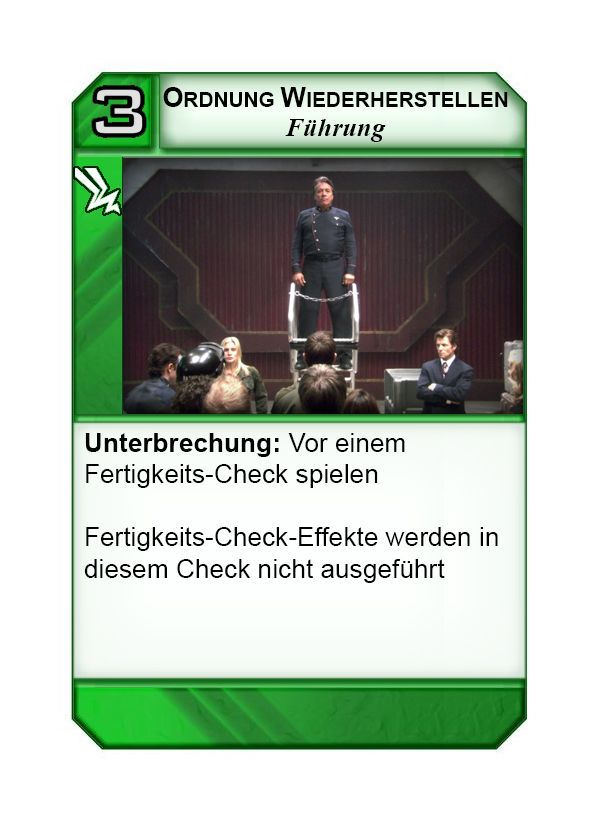 3
ORDNUNG WIEDERHERSTELLEN
Führung
Unterbrechung: Vor einem
Fertigkeits-Check spielen
Fertigkeits-Check-Effekte werden in
diesem Check nicht ausgeführt